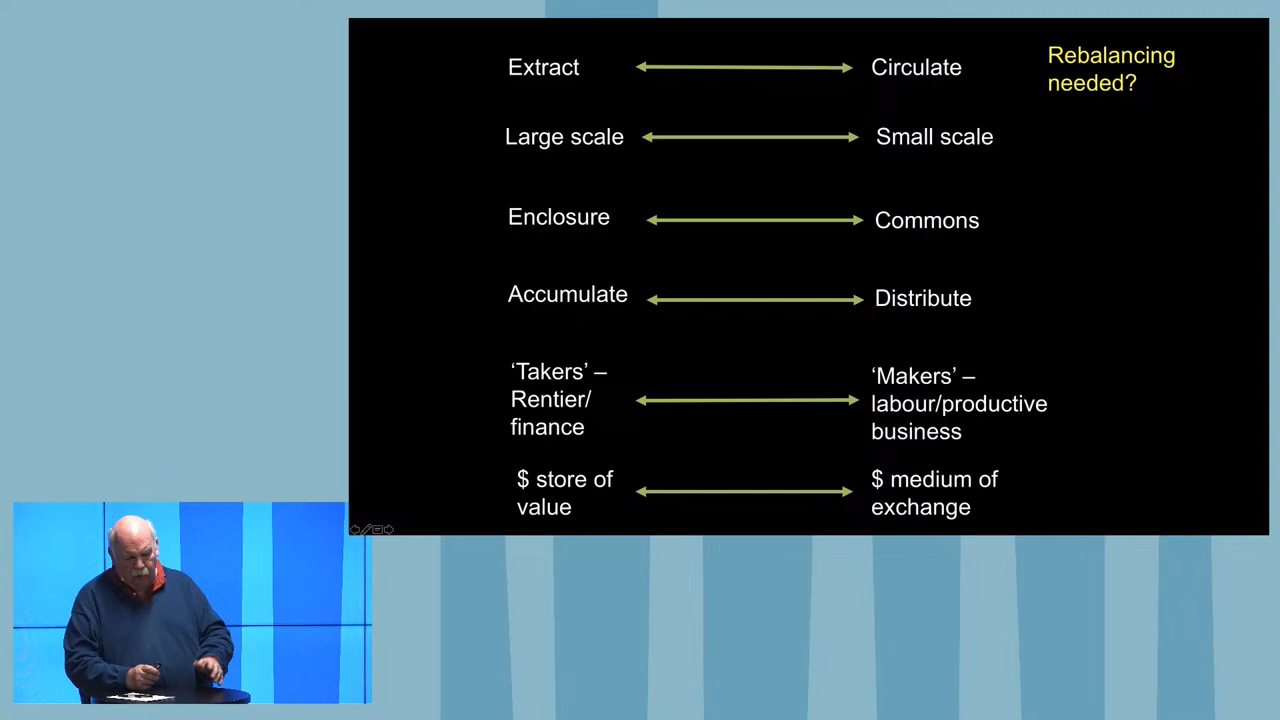 Extract
Circulate
Rebalancing
needed?
Large scale
Small scale
Enclosure
Commons
Accumulate
Distribute
‘Takers’ –
Rentier/
finance
‘Makers’ –
labour/productive
business
$ store of
value
$ medium of
exchange